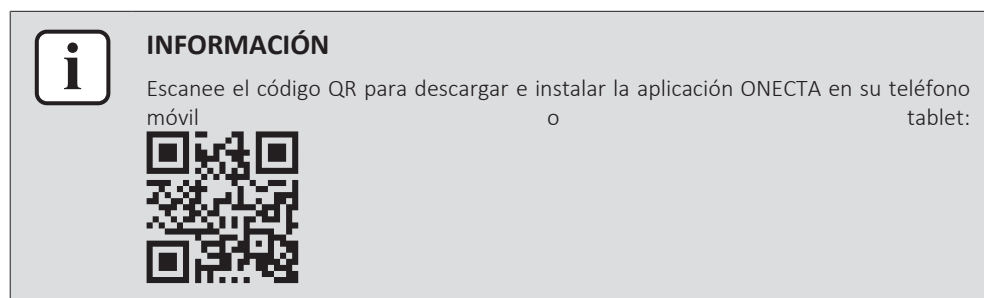 i
INFORMACIÓN
Escanee el código QR para descargar e instalar la aplicación ONECTA en su teléfono
móvil o tablet: